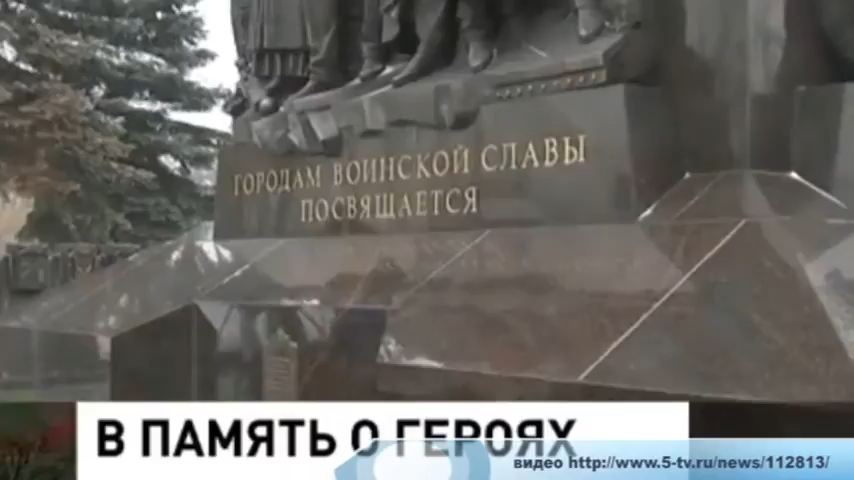 ГОРОДАМ ВОИНСКОЙ СЛАВЫ
ПОСВЯЩАЕТСЯ
В ПАМЯТЬ О ГЕРОЯХ
видео http://www.5-tv.ru/news/112813/